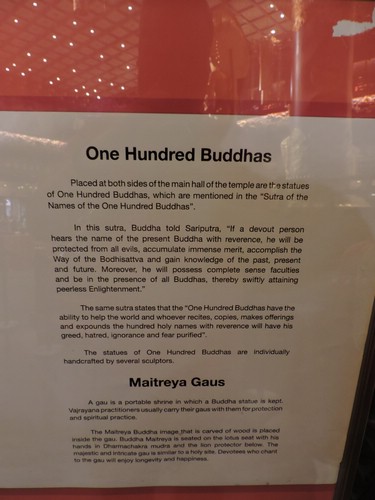 One Hundred Buddhas
Placed at both sides of the main hall of the temple are the statues
of One Hundred Buddhas, which are mentioned in the "Sutra of the
Names of the One Hundred Buddhas".
In this sutra, Buddha told Sariputra, "If a devout person
hears the name of the present Buddha with reverence, he will be
protected from all evils, accumulate immense merit, accomplish the
Way of the Bodhisattva and gain knowledge of the past, present
and future. Moreover, he will possess complete sense faculties
and be in the presence of all Buddhas, thereby swiftly attaining
peerless Enlightenment."
The same sutra states that the "One Hundred Buddhas have the
ability to help the world and whoever recites, copies, makes offerings
and expounds the hundred holy names with reverence will have his
greed, hatred, ignorance and fear purified".
The statues of One Hundred Buddhas are individually
handcrafted by several sculptors.
Maitreya Gaus
A gau is a portable shrine in which a Buddha statue is kept.
Vajrayana practitioners usually carry their gaus with them for protection
and spiritual practice.
The Maitreya Buddha image that is carved of wood is placed
inside the gau. Buddha Maitreya is seated on the lotus seat with his
hands in Dharmachakra mudra and the lion protector below. The
majestic and intricate gau is similar to a holy site. Devotees who chant
to the gau will enjoy longevity and happiness.